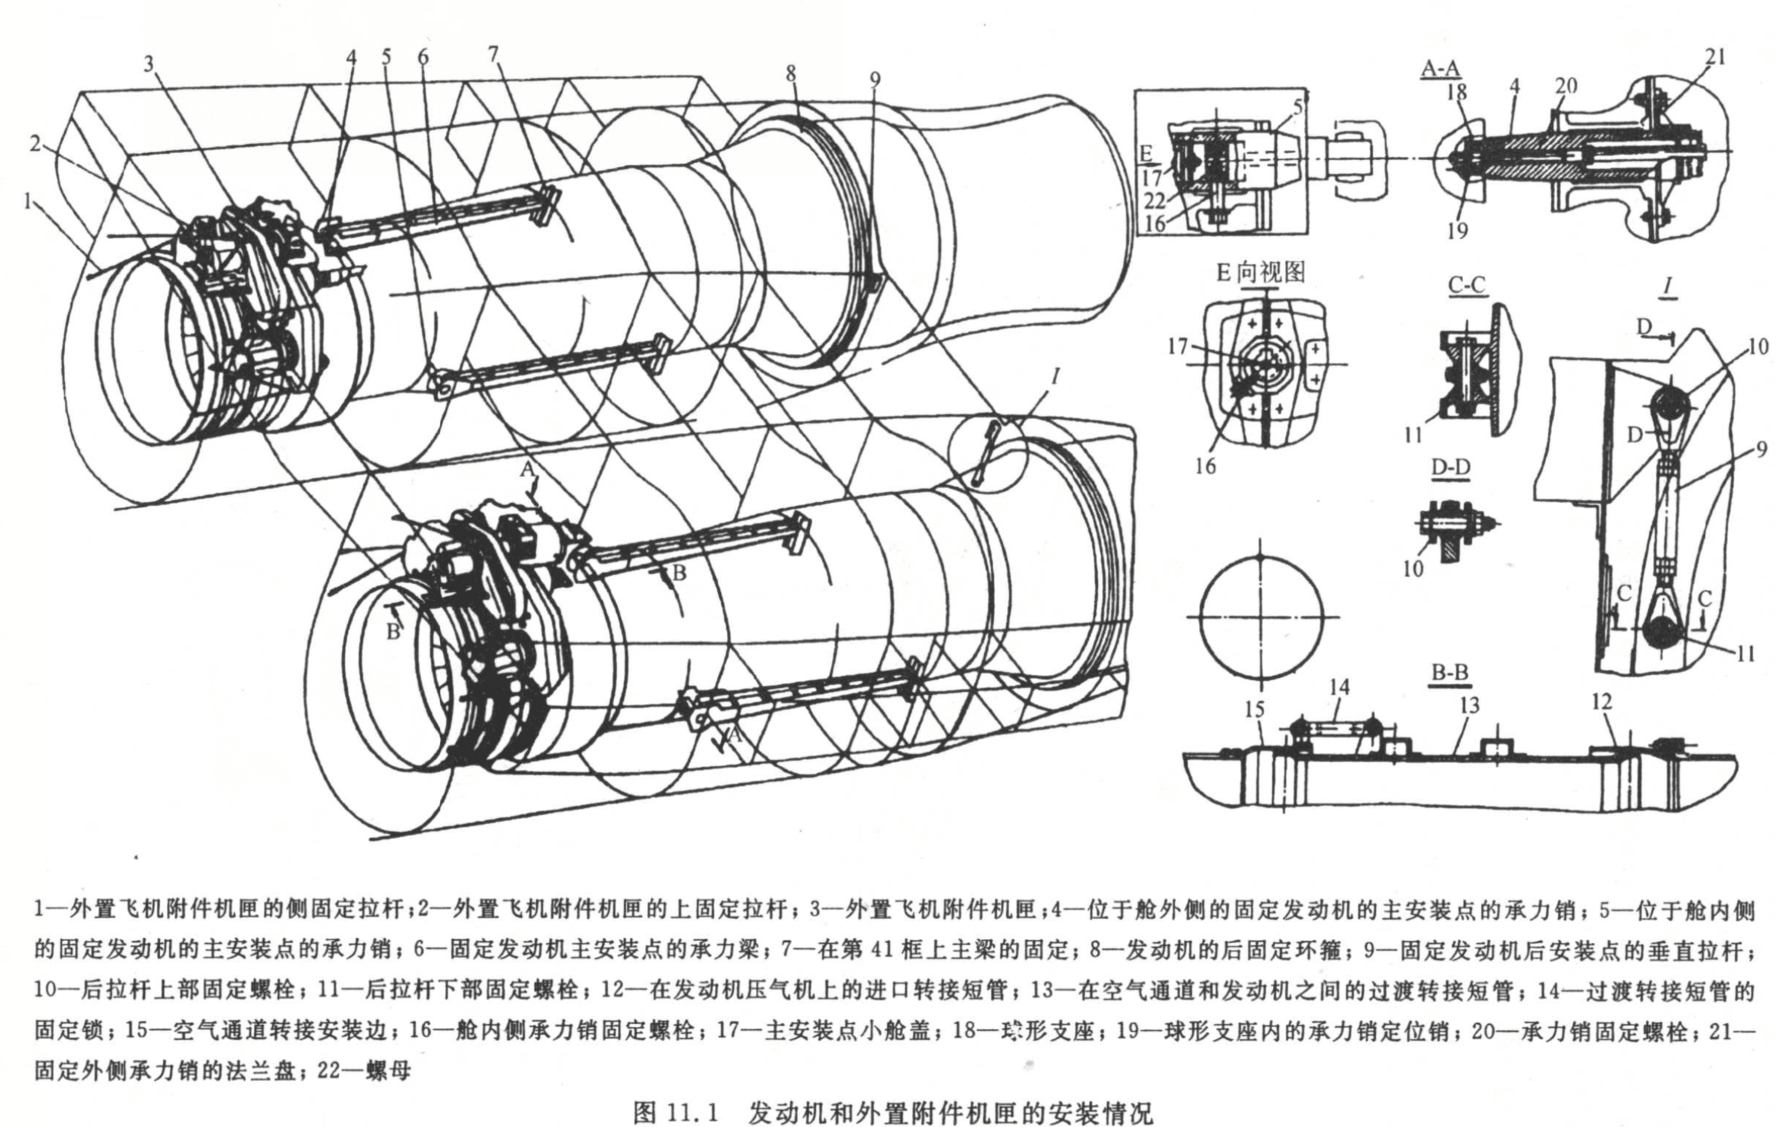 1
2
3
4
5
6
7
8
9
I
A
B
B
A
E
17
22
16
5
A-A
18
4
20
21
19
E向视图
17
16
C-C
11
D-D
10
I
D
10
D
9
C
C
11
B-B
15
14
13
12
1—外置飞机附件机匣的侧固定拉杆;2—外置飞机附件机匣的上固定拉杆; 3—外置飞机附件机匣;4—位于舱外侧的固定发动机的主安装点的承力销; 5—位于舱内侧
的固定发动机的主安装点的承力销; 6—固定发动机主安装点的承力梁; 7—在第 41 框上主梁的固定; 8—发动机的后固定环箍; 9—固定发动机后安装点的垂直拉杆;
10—后拉杆上部固定螺栓; 11—后拉杆下部固定螺栓; 12—在发动机压气机上的进口转接短管; 13—在空气通道和发动机之间的过渡转接短管; 14—过渡转接短管的
固定锁; 15—空气通道转接安装边; 16—舱内侧承力销固定螺栓; 17—主安装点小舱盖; 18—球形支座; 19—球形支座内的承力销定位销; 20—承力销固定螺栓; 21—
固定外侧承力销的法兰盘; 22—螺母
图 11.1 发动机和外置附件机匣的安装情况